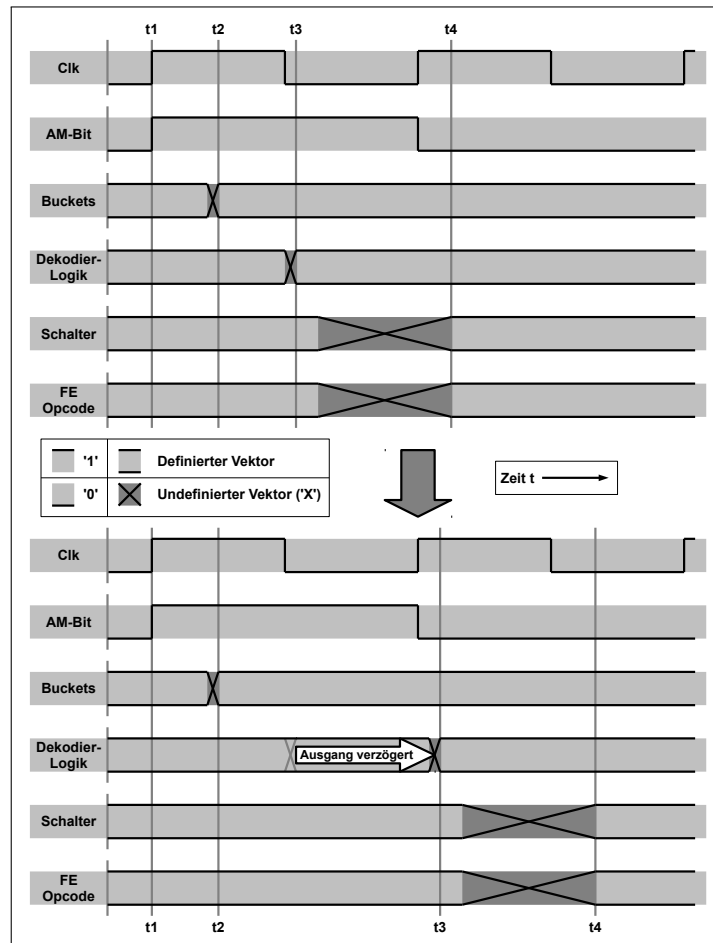 t1 t2 t3 t4
Clk
AM-Bit
Buckets
Dekodier-
Logik
Schalter
FE
Opcode
'1' Definierter Vektor
'0' Undefinierter Vektor ('X')
Zeit t
Clk
AM-Bit
Buckets
Dekodier-
Logik
Ausgang verzögert
Schalter
FE
Opcode
t1 t2 t3 t4